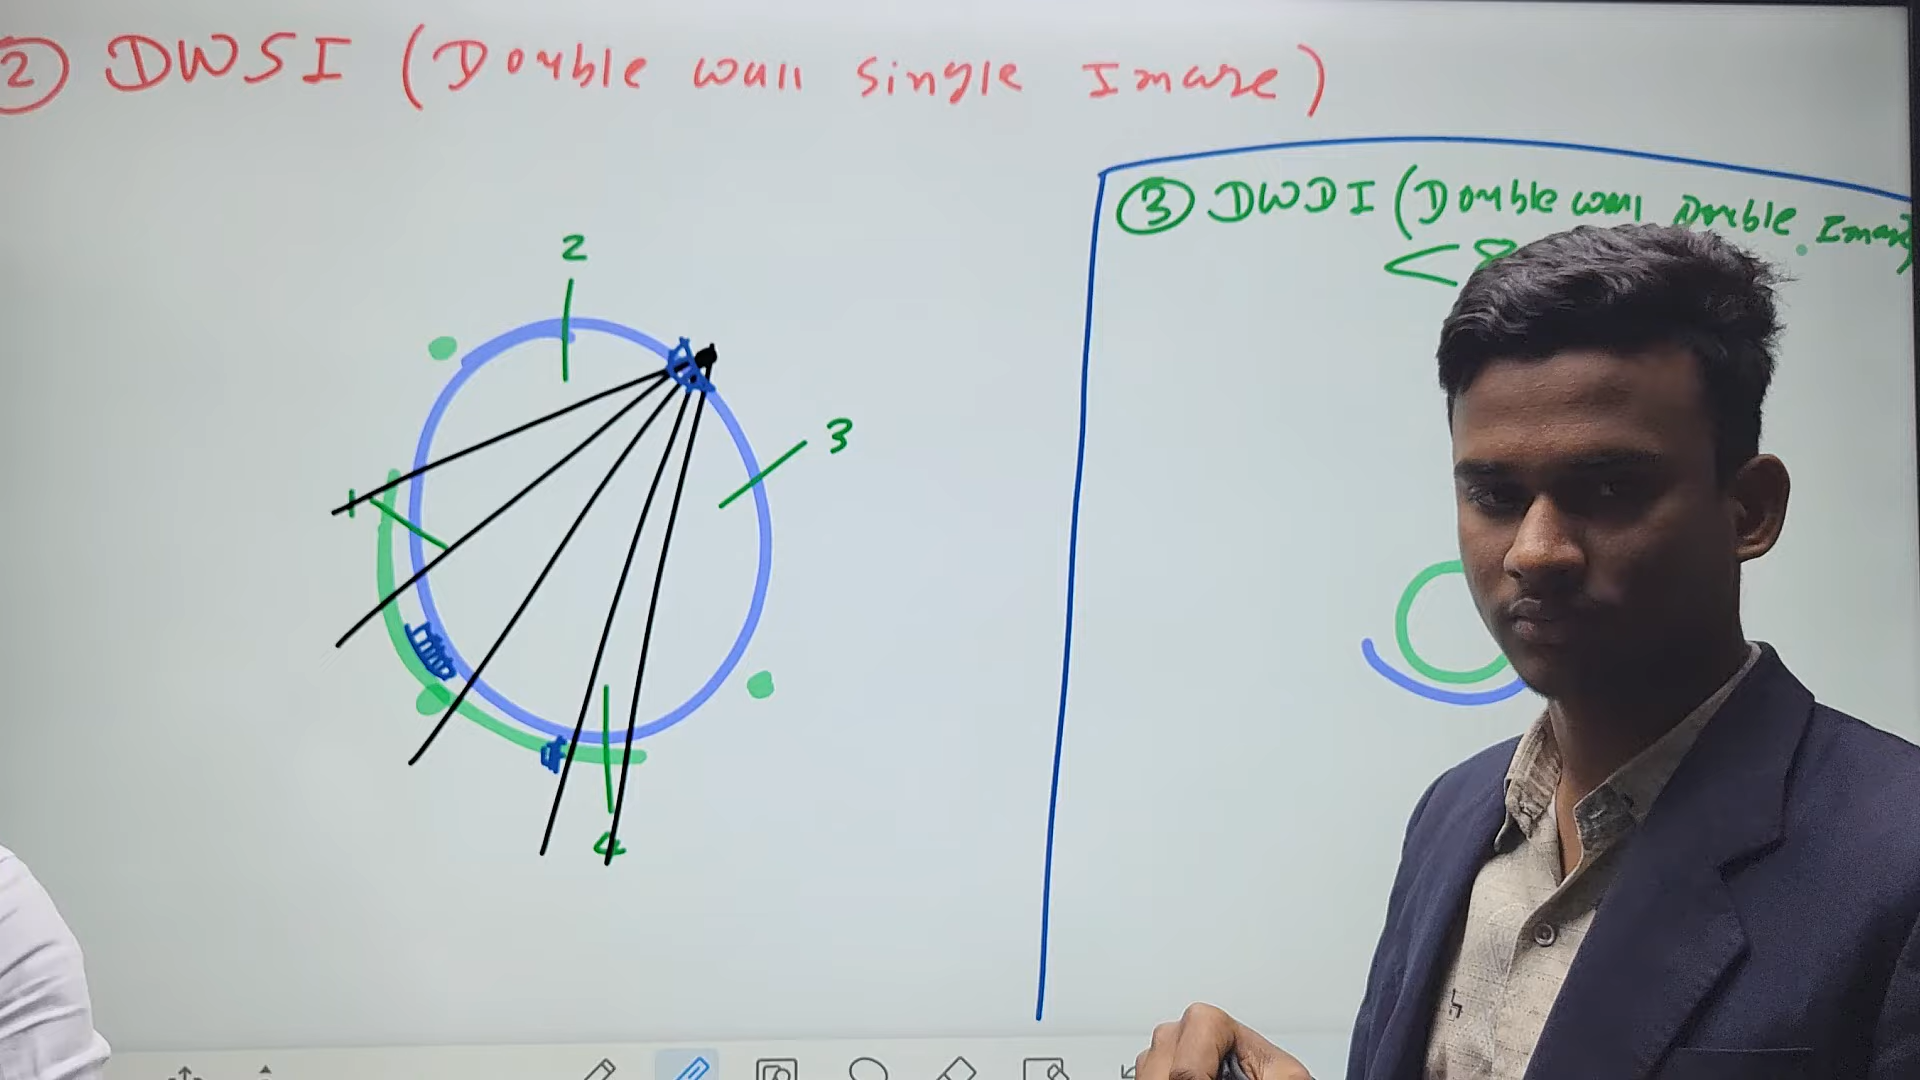 ② DWSI (Double wall Single Image)
③ DWDI (Double wall Double Image)
<
2
3
1
4